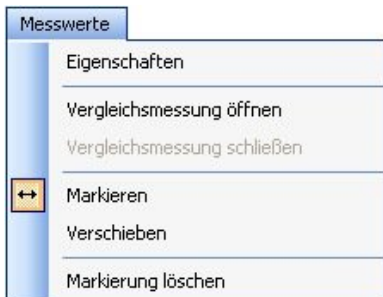 Messwerte
Eigenschaften
Vergleichsmessung öffnen
Vergleichsmessung schließen
Markieren
Verschieben
Markierung löschen